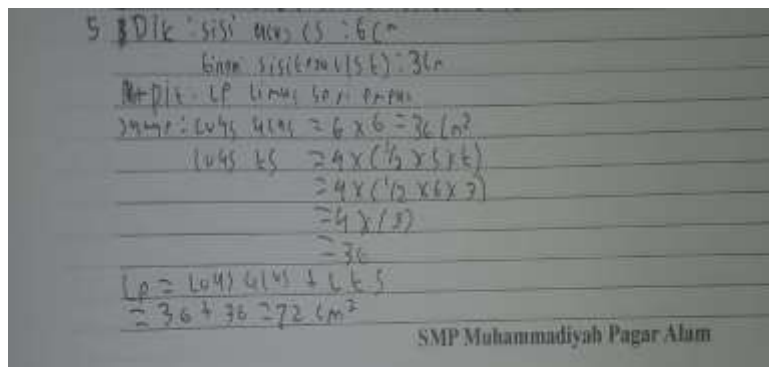 5 Dik : sisi alas (s : 6 cm
tinggi sisi tegak (st) : 3 cm
Dit : LP Limas segi empat
Jawab : Luas alas = 6 x 6 = 36 cm²
Luas ts = 4 x (1/2 x s x t)
= 4 x (1/2 x 6 x 3)
= 4 x (9)
= 36
Lp = Luas alas + L t s
= 36 + 36 = 72 cm²
SMP Muhammadiyah Pagar Alam